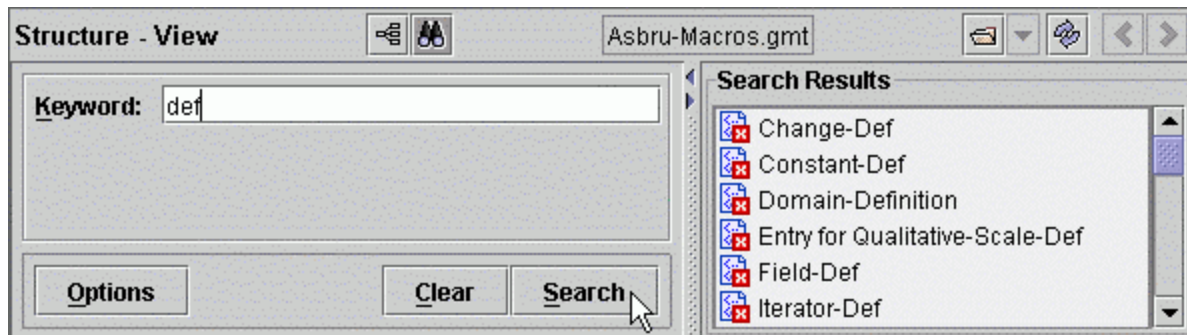 Structure - View
Asbru-Macros.gmt
Keyword:
def
Options
Clear
Search
Search Results
Change-Def
Constant-Def
Domain-Definition
Entry for Qualitative-Scale-Def
Field-Def
Iterator-Def